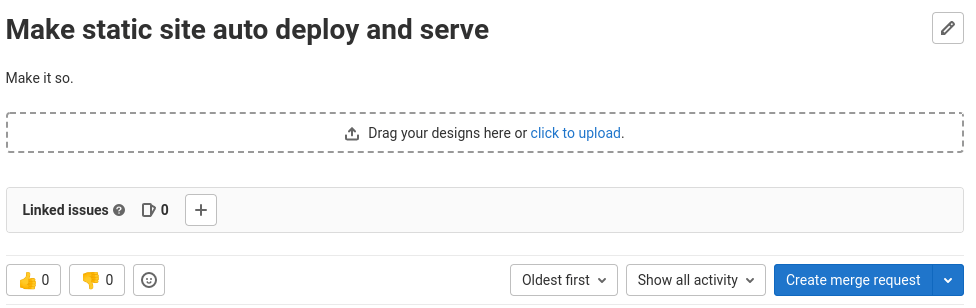 Make static site auto deploy and serve
Make it so.
Drag your designs here or click to upload.
Linked issues 0
0 0 Oldest first Show all activity Create merge request